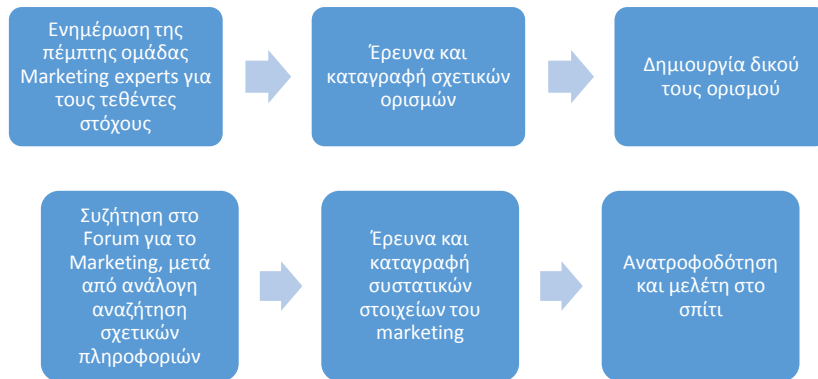 Ενημέρωση της
πέμπτης ομάδας
Marketing experts για
τους τεθέντες
στόχους
Έρευνα και
καταγραφή σχετικών
ορισμών
Δημιουργία δικού
τους ορισμού
Συζήτηση στο
Forum για το
Marketing, μετά
από ανάλογη
αναζήτηση
σχετικών
πληροφοριών
Έρευνα και
καταγραφή
συστατικών
στοιχείων του
marketing
Ανατροφοδότηση
και μελέτη στο
σπίτι